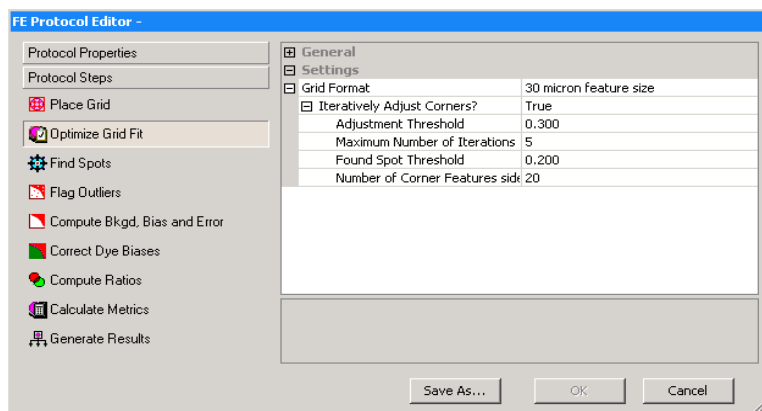 FE Protocol Editor -
Protocol Properties
Protocol Steps
Place Grid
Optimize Grid Fit
Find Spots
Flag Outliers
Compute Bkgd, Bias and Error
Correct Dye Biases
Compute Ratios
Calculate Metrics
Generate Results
General
Settings
Grid Format 30 micron feature size
Iteratively Adjust Corners? True
Adjustment Threshold 0.300
Maximum Number of Iterations 5
Found Spot Threshold 0.200
Number of Corner Features side 20
Save As... OK Cancel